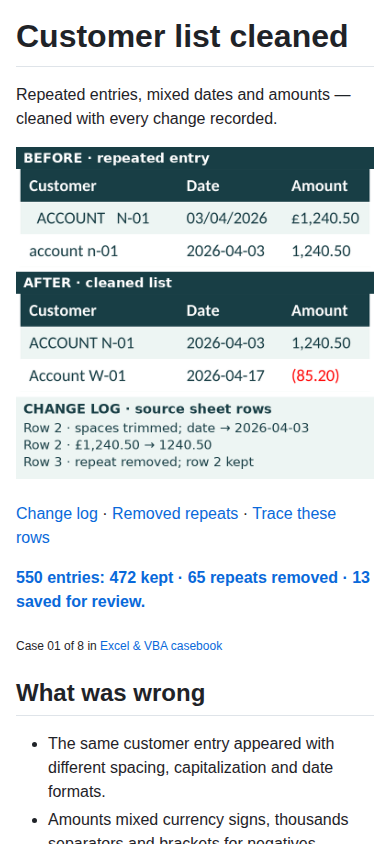 Customer list cleaned
Repeated entries, mixed dates and amounts —
cleaned with every change recorded.
BEFORE · repeated entry
Customer Date Amount
ACCOUNT N-01 03/04/2026 £1,240.50
account n-01 2026-04-03 1,240.50
AFTER · cleaned list
Customer Date Amount
ACCOUNT N-01 2026-04-03 1,240.50
Account W-01 2026-04-17 (85.20)
CHANGE LOG · source sheet rows
Row 2 · spaces trimmed; date → 2026-04-03
Row 2 · £1,240.50 → 1240.50
Row 3 · repeat removed; row 2 kept
Change log · Removed repeats · Trace these
rows
550 entries: 472 kept · 65 repeats removed · 13
saved for review.
Case 01 of 8 in Excel & VBA casebook
What was wrong
• The same customer entry appeared with
different spacing, capitalization and date
formats.
• Amounts mixed currency signs, thousands
separators and brackets for negatives